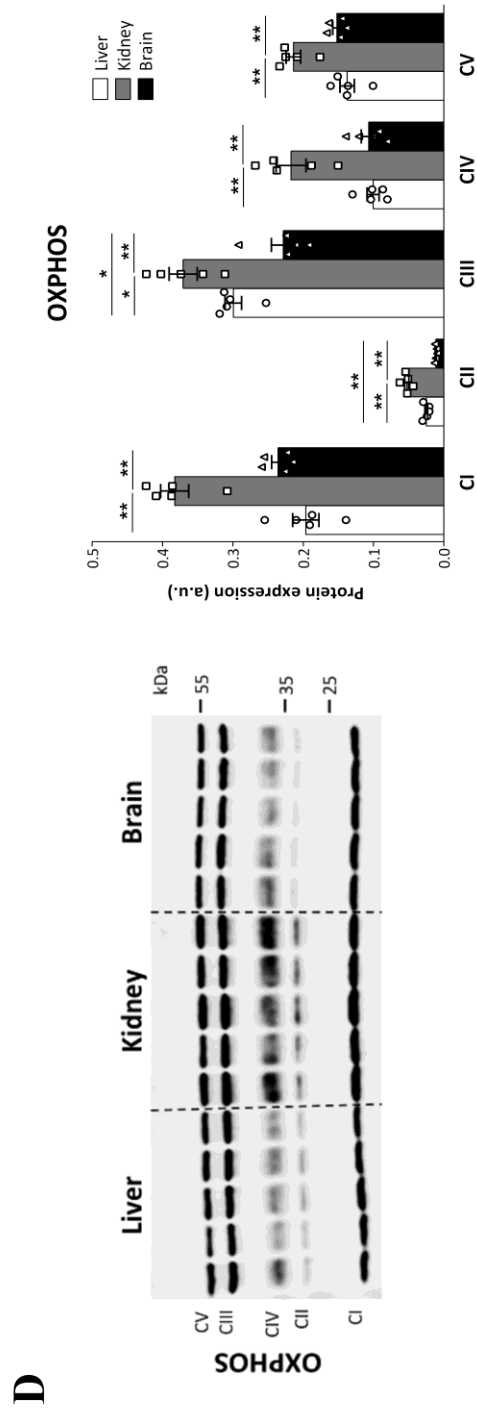 D
Liver Kidney Brain
kDa
OXPHOS
CV
CIII
CIV
CII
CI
55
35
25
OXPHOS
Liver
Kidney
Brain
Protein expression (a.u.)
0.5
0.4
0.3
0.2
0.1
0.0
** **
** ** **
* * **
** **
** **
CI CII CIII CIV CV